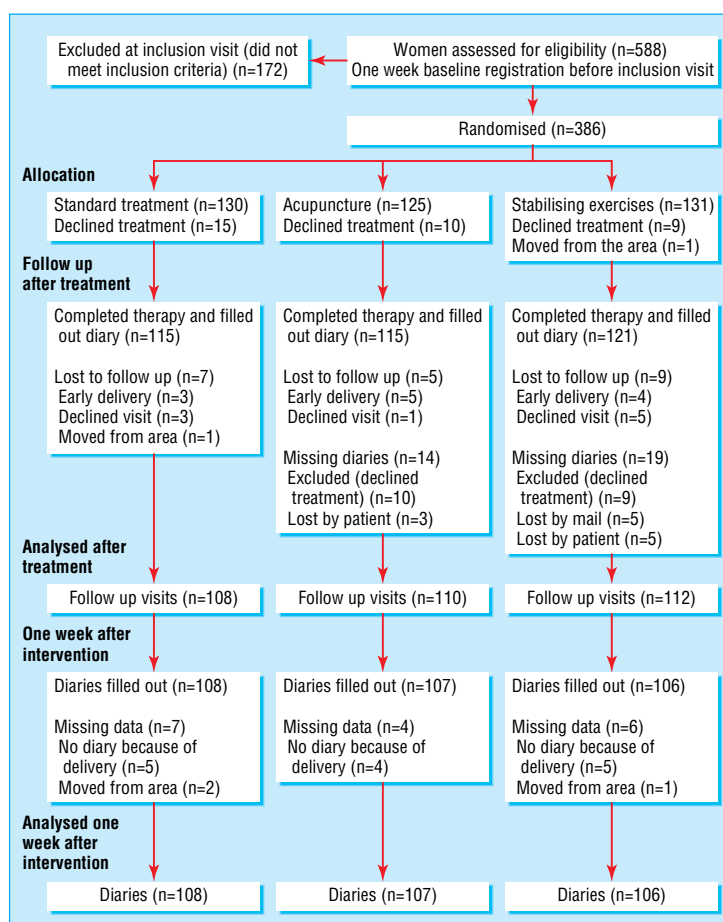 Excluded at inclusion visit (did not
meet inclusion criteria) (n=172)
Women assessed for eligibility (n=588)
One week baseline registration before inclusion visit
Randomised (n=386)
Allocation
Standard treatment (n=130)
Declined treatment (n=15)
Acupuncture (n=125)
Declined treatment (n=10)
Stabilising exercises (n=131)
Declined treatment (n=9)
Moved from the area (n=1)
Follow up
after treatment
Completed therapy and filled
out diary (n=115)
Lost to follow up (n=7)
Early delivery (n=3)
Declined visit (n=3)
Moved from area (n=1)
Completed therapy and filled
out diary (n=115)
Lost to follow up (n=5)
Early delivery (n=5)
Declined visit (n=1)
Missing diaries (n=14)
Excluded (declined
treatment) (n=10)
Lost by patient (n=3)
Completed therapy and filled
out diary (n=121)
Lost to follow up (n=9)
Early delivery (n=4)
Declined visit (n=5)
Missing diaries (n=19)
Excluded (declined
treatment) (n=9)
Lost by mail (n=5)
Lost by patient (n=5)
Analysed after
treatment
Follow up visits (n=108)
Follow up visits (n=110)
Follow up visits (n=112)
One week after
intervention
Diaries filled out (n=108)
Missing data (n=7)
No diary because of
delivery (n=5)
Moved from area (n=2)
Diaries filled out (n=107)
Missing data (n=4)
No diary because of
delivery (n=4)
Diaries filled out (n=106)
Missing data (n=6)
No diary because of
delivery (n=5)
Moved from area (n=1)
Analysed one
week after
intervention
Diaries (n=108)
Diaries (n=107)
Diaries (n=106)